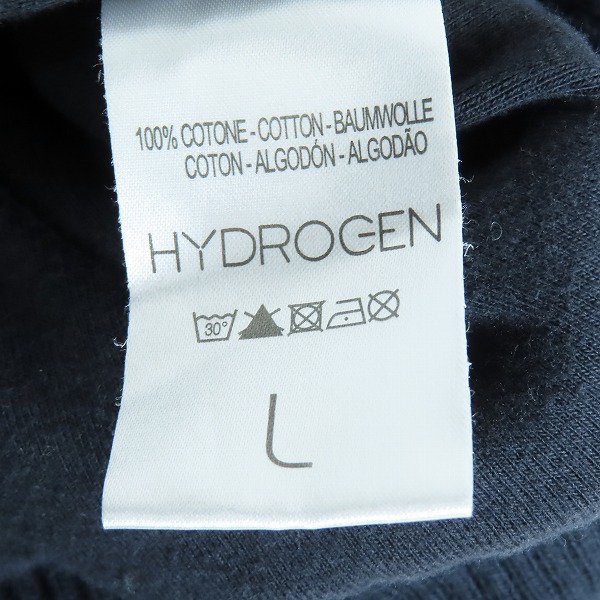 100% COTONE - COTTON - BAUMWOLLE
COTON - ALGODÓN - ALGODÃO
HYDROGEN
30°
L